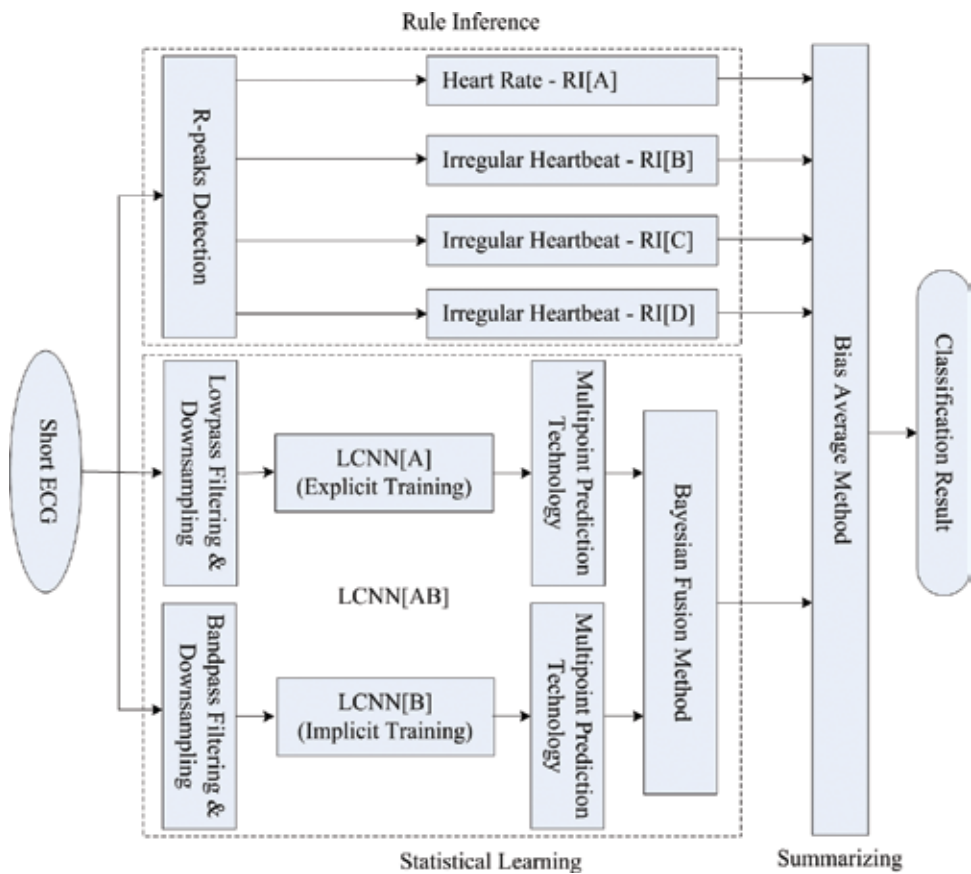 Rule Inference
R-peaks Detection
Heart Rate - RI[A]
Irregular Heartbeat - RI[B]
Irregular Heartbeat - RI[C]
Irregular Heartbeat - RI[D]
Short ECG
Lowpass Filtering &
Downsampling
LCNN[A]
(Explicit Training)
Multipoint Prediction
Technology
LCNN[AB]
Bandpass Filtering &
Downsampling
LCNN[B]
(Implicit Training)
Multipoint Prediction
Technology
Bayesian Fusion Method
Bias Average Method
Classification Result
Statistical Learning
Summarizing